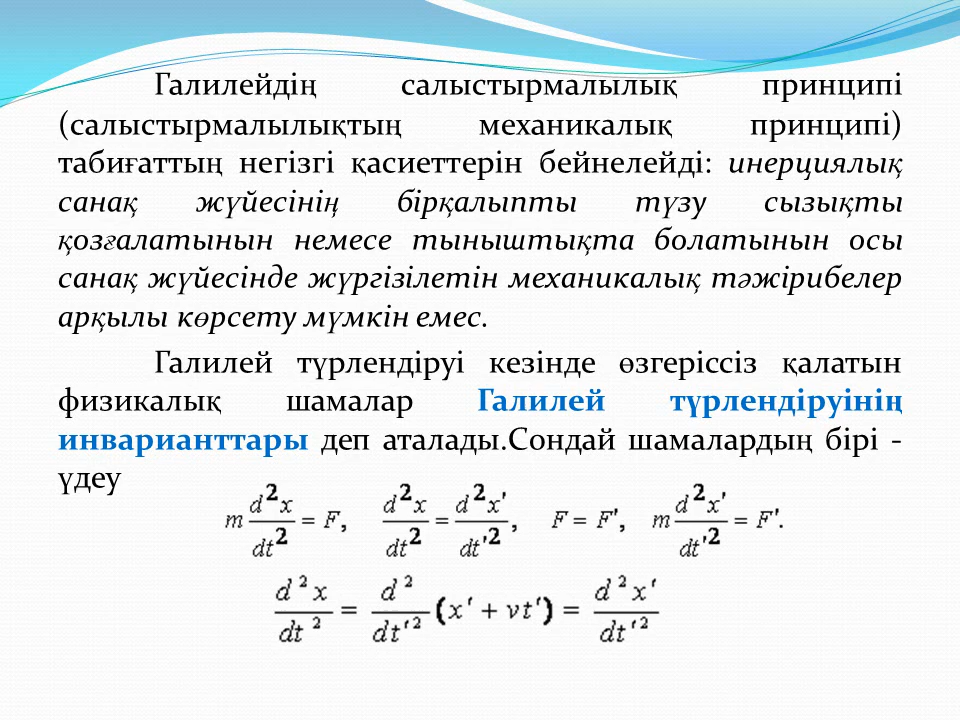 Галилейдің салыстырмалылық принципі
(салыстырмалылықтың механикалық принципі)
табиғаттың негізгі қасиеттерін бейнелейді: инерциялық
санақ жүйесінің бірқалыпты түзу сызықты
қозғалатынын немесе тыныштықта болатынын осы
санақ жүйесінде жүргізілетін механикалық тәжірибелер
арқылы көрсету мүмкін емес.
Галилей түрлендіруі кезінде өзгеріссіз қалатын
физикалық шамалар Галилей түрлендіруінің
инварианттары деп аталады.Сондай шамалардың бірі -
үдеу
m d²x/dt² = F, d²x/dt² = d²x'/dt'², F = F', m d²x'/dt'² = F'.
d²x/dt² = d²/dt'² (x' + vt') = d²x'/dt'²